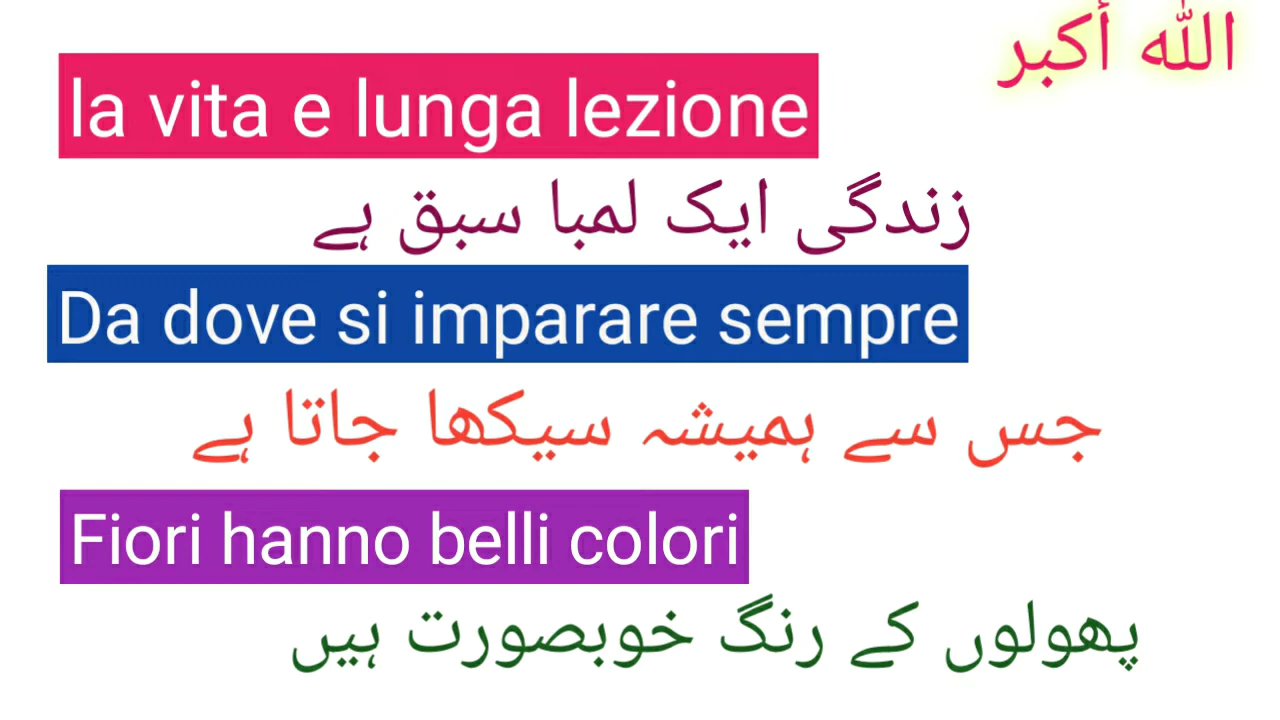 الله أكبر
la vita e lunga lezione
زندگی ایک لمبا سبق ہے
Da dove si imparare sempre
جس سے ہمیشہ سیکھا جاتا ہے
Fiori hanno belli colori
پھولوں کے رنگ خوبصورت ہیں